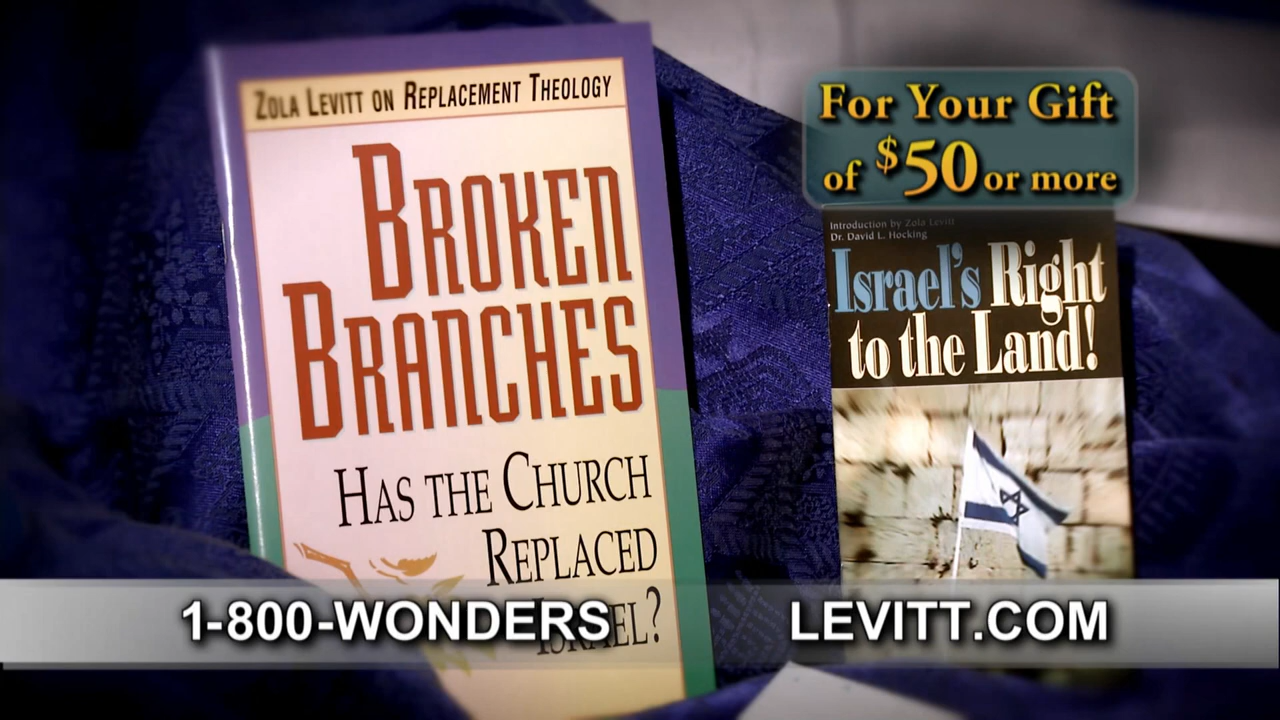 ZOLA LEVITT ON REPLACEMENT THEOLOGY
BROKEN
BRANCHES
HAS THE CHURCH
REPLACED
ISRAEL?
For Your Gift
of $50 or more
Introduction by Zola Levitt
Dr. David L. Hocking
Israel's Right
to the Land!
1-800-WONDERS
LEVITT.COM